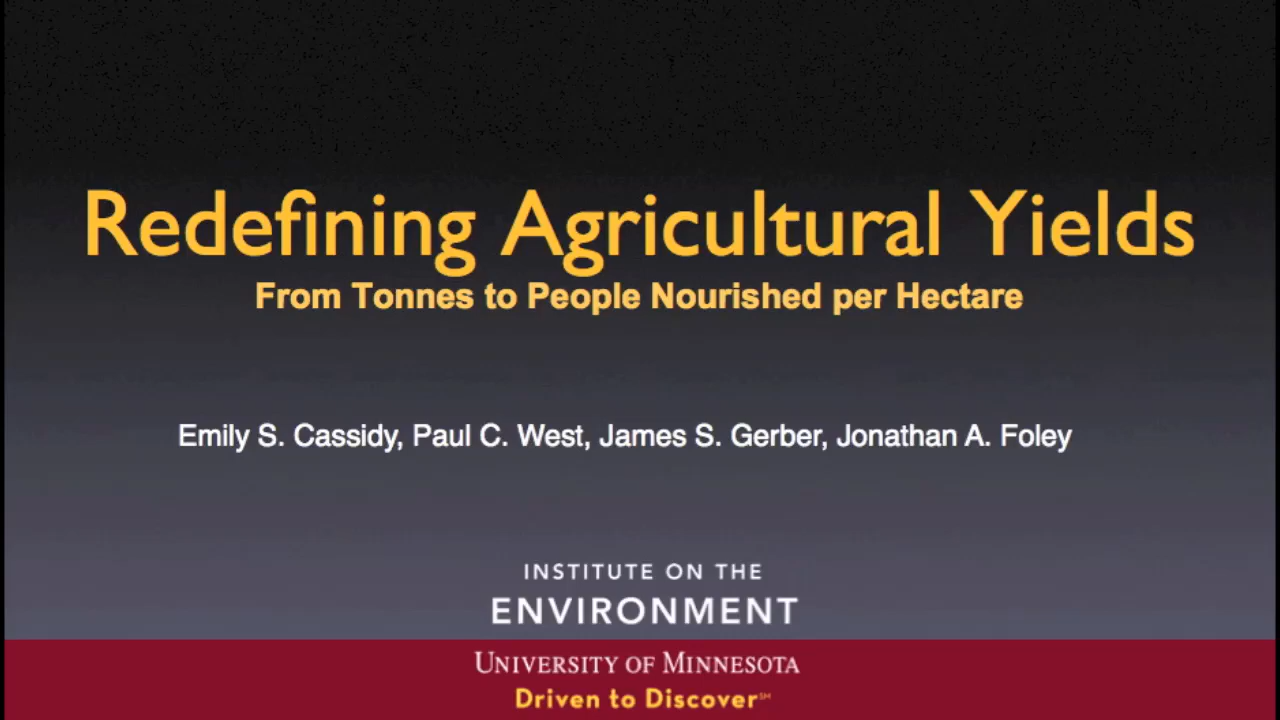 Redefining Agricultural Yields
From Tonnes to People Nourished per Hectare
Emily S. Cassidy, Paul C. West, James S. Gerber, Jonathan A. Foley
INSTITUTE ON THE
ENVIRONMENT
UNIVERSITY OF MINNESOTA
Driven to Discover℠